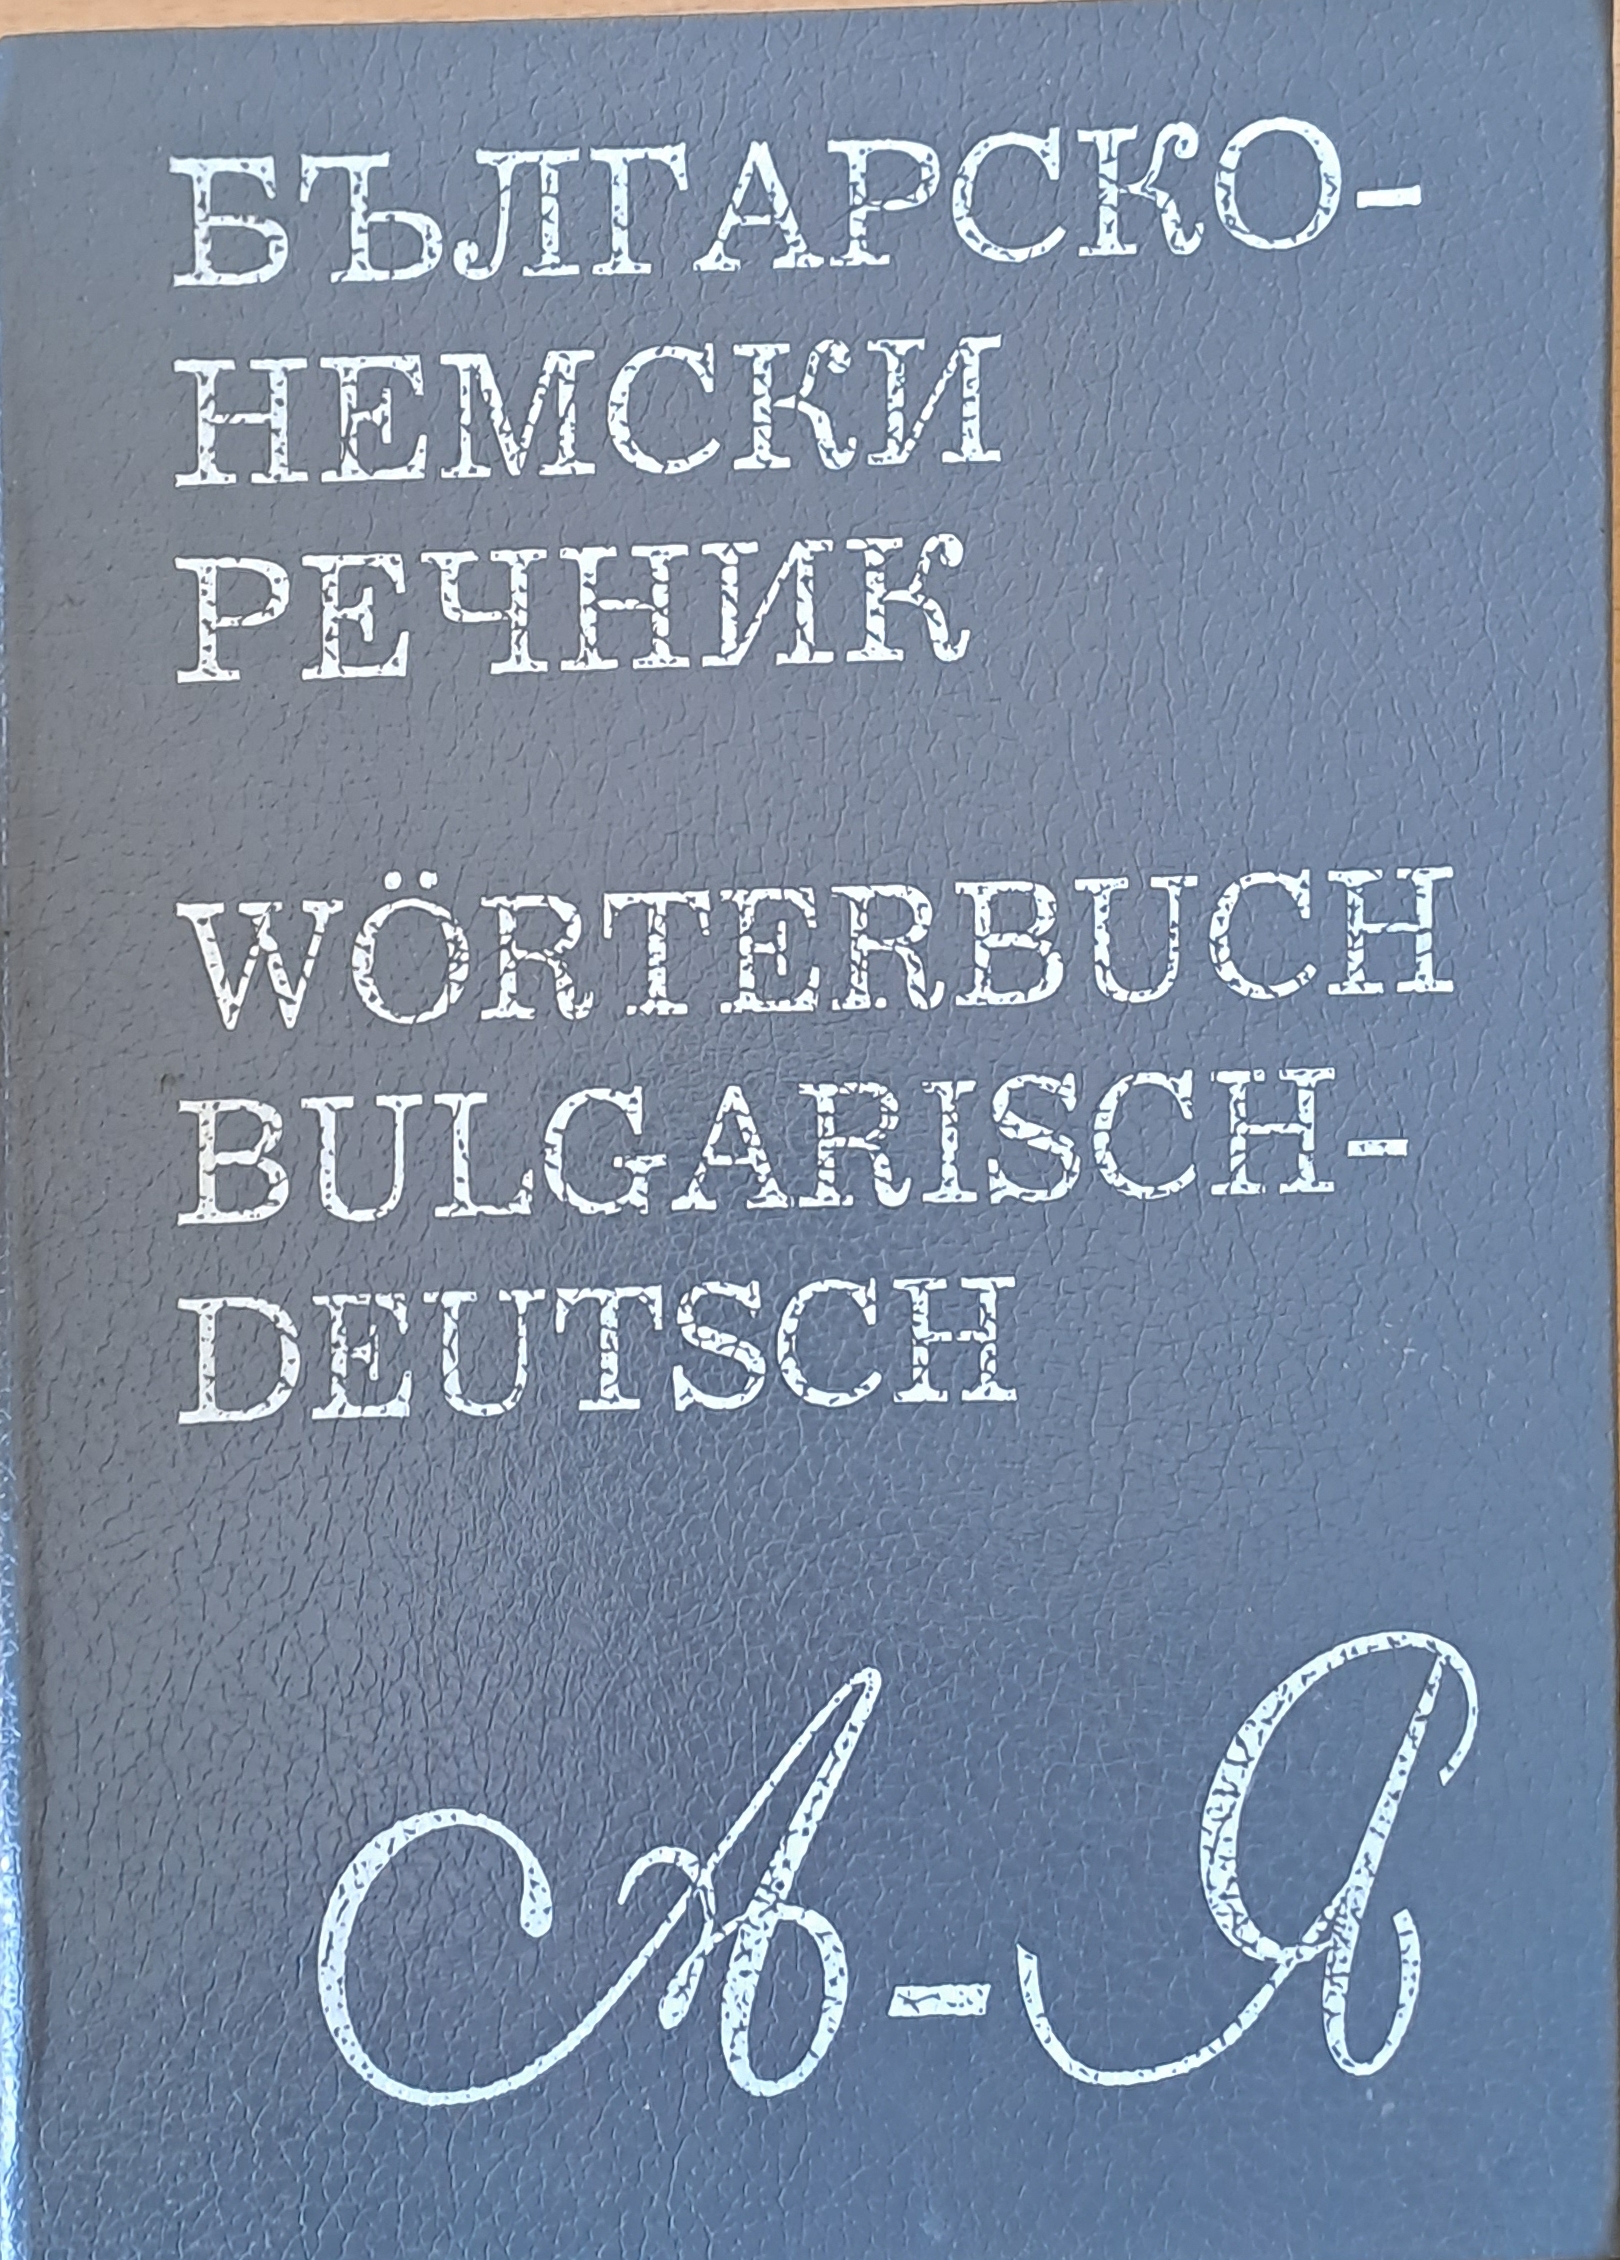 БЪЛГАРСКО-
НЕМСКИ
РЕЧНИК
WÖRTERBUCH
BULGARISCH-
DEUTSCH
А-Я